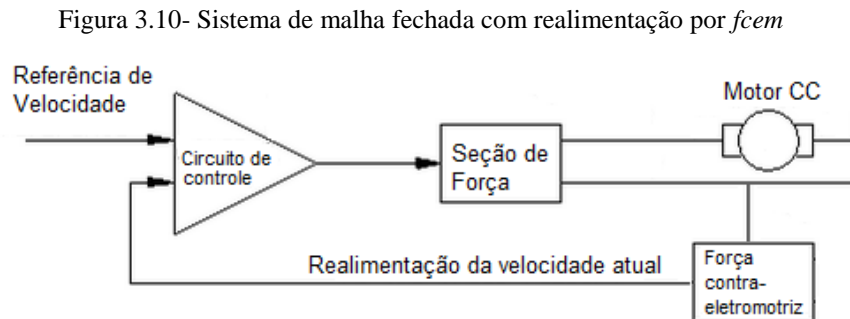 Figura 3.10- Sistema de malha fechada com realimentação por fcem
Referência de
Velocidade
Motor CC
Circuito de
controle
Seção de
Força
Realimentação da velocidade atual
Força
contra-
eletromotriz